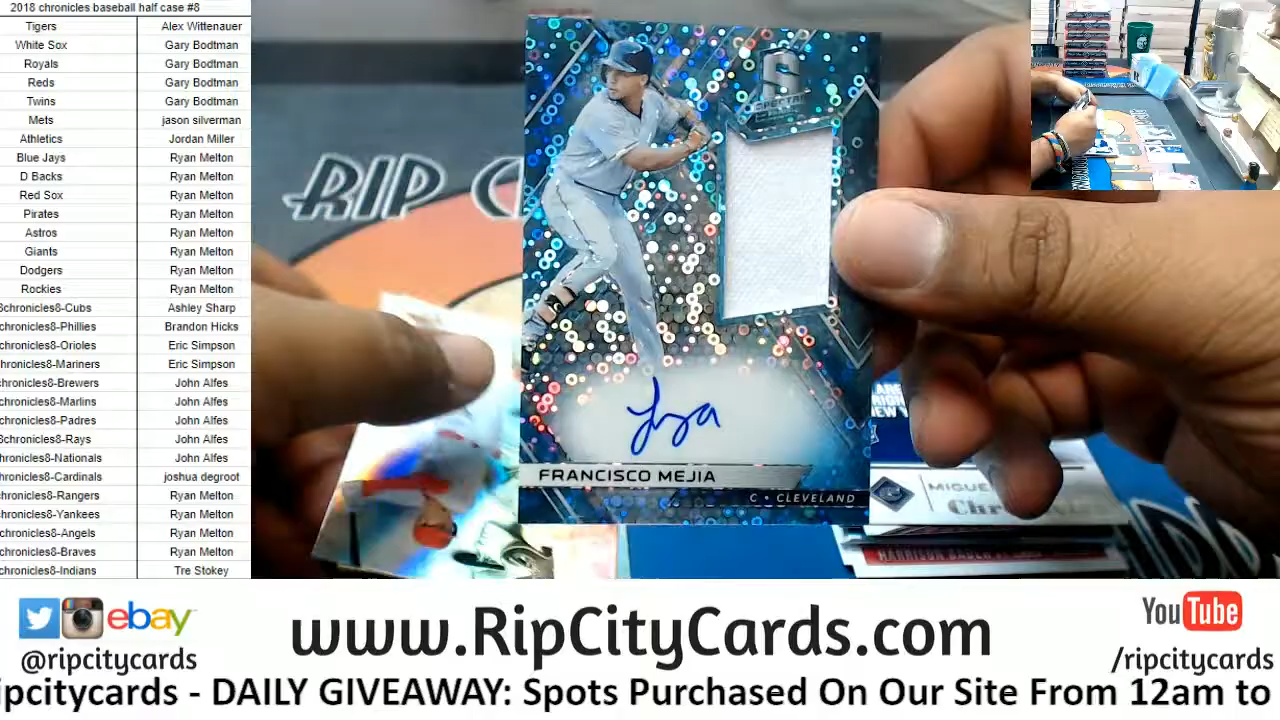 2018 chronicles baseball half case #8
Tigers Alex Wittenauer
White Sox Gary Bodtman
Royals Gary Bodtman
Reds Gary Bodtman
Twins Gary Bodtman
Mets jason silverman
Athletics Jordan Miller
Blue Jays Ryan Melton
D Backs Ryan Melton
Red Sox Ryan Melton
Pirates Ryan Melton
Astros Ryan Melton
Giants Ryan Melton
Dodgers Ryan Melton
Rockies Ryan Melton
8chronicles8-Cubs Ashley Sharp
chronicles8-Phillies Brandon Hicks
chronicles8-Orioles Eric Simpson
chronicles8-Mariners Eric Simpson
chronicles8-Brewers John Alfes
chronicles8-Marlins John Alfes
chronicles8-Padres John Alfes
8chronicles8-Rays John Alfes
chronicles8-Nationals John Alfes
chronicles8-Cardinals joshua degroot
chronicles8-Rangers Ryan Melton
chronicles8-Yankees Ryan Melton
chronicles8-Angels Ryan Melton
chronicles8-Braves Ryan Melton
chronicles8-Indians Tre Stokey
RIP C
S
SPECTRA
FRANCISCO MEJIA
C • CLEVELAND
MIGUE
Chr
HARRISON BADER
ebay
@ripcitycards
www.RipCityCards.com
YouTube
/ripcitycards
ipcitycards - DAILY GIVEAWAY: Spots Purchased On Our Site From 12am to